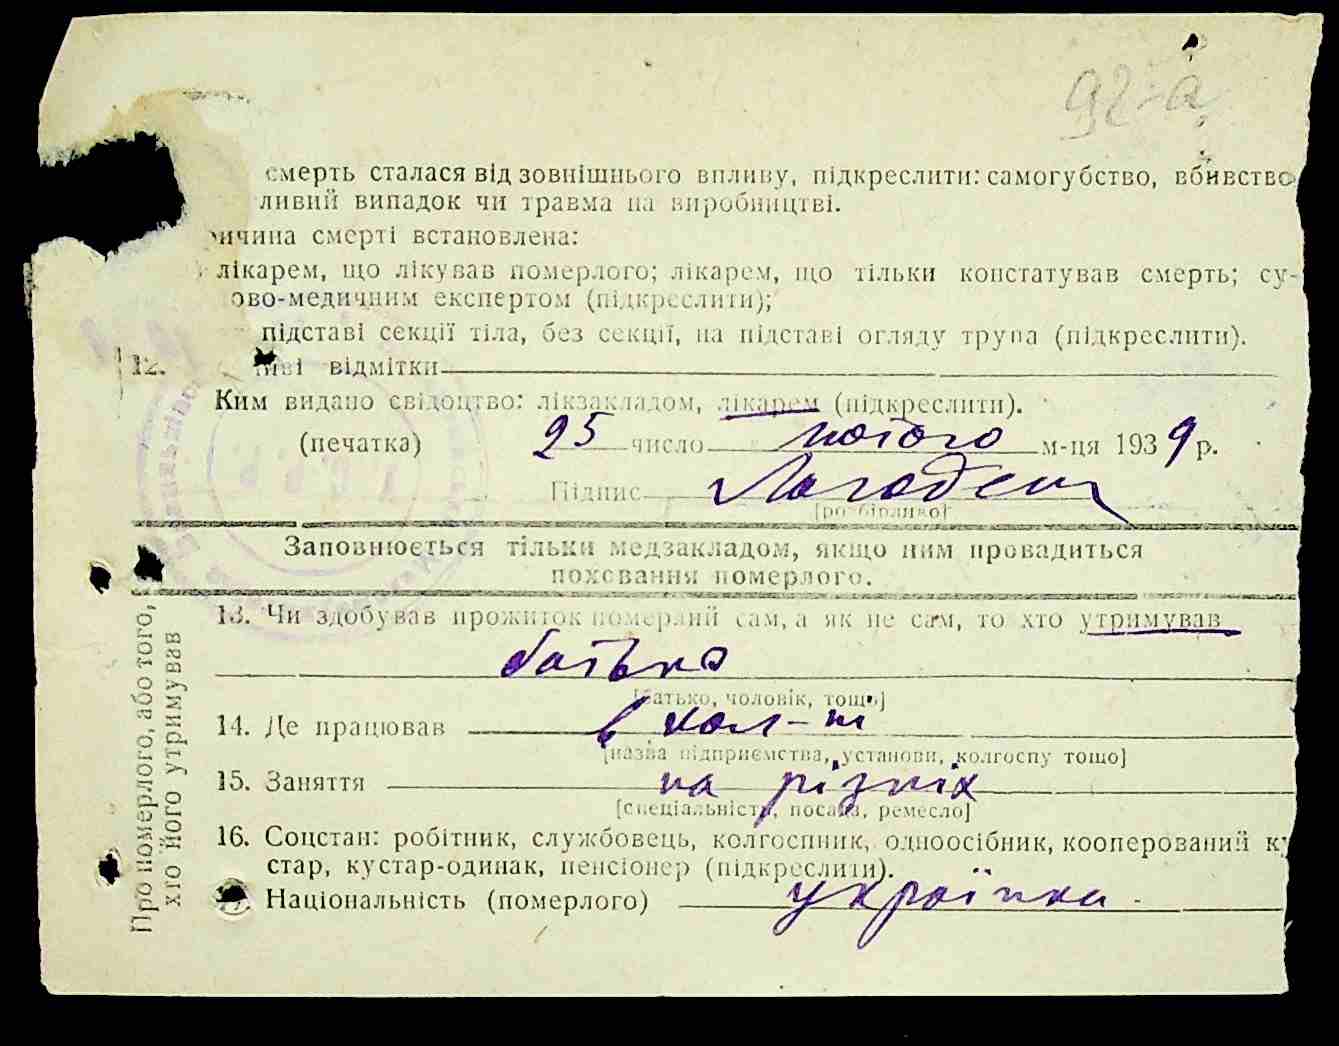 92-а
смерть сталася від зовнішнього впливу, підкреслити: самогубство, вбивство
ливий випадок чи травма на виробництві.
ичина смерті встановлена:
лікарем, що лікував померлого; лікарем, що тільки констатував смерть; су-
ово-медичним експертом (підкреслити);
підставі секції тіла, без секції, на підставі огляду трупа (підкреслити).
12. иві відмітки
Ким видано свідоцтво: лікзакладом, лікарем (підкреслити).
(печатка) 25 число лютого м-ця 1939 р.
Підпис
[розбірливо]
Заповнюється тільки медзакладом, якщо ним провадиться
поховання померлого.
Про померлого, або того,
хто його утримував
13. Чи здобував прожиток померлий сам, а як не сам, то хто утримував
батько
[батько, чоловік, тощо]
14. Де працював в кол-пі
[назва підприємства, установи, колгоспу тощо]
15. Заняття на різніх
[спеціальність, посада, ремесло]
16. Соцстан: робітник, службовець, колгоспник, одноосібник, кооперований ку
стар, кустар-одинак, пенсіонер (підкреслити).
Національність (померлого) українка